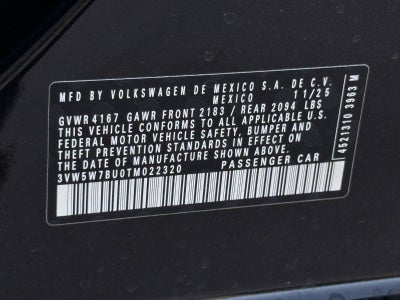 MFD BY VOLKSWAGEN DE MEXICO S.A. DE C.V.
MEXICO 11/25
GVWR 4167 GAWR FRONT 2183 / REAR 2094 LBS
THIS VEHICLE CONFORMS TO ALL APPLICABLE
FEDERAL MOTOR VEHICLE SAFETY, BUMPER AND
THEFT PREVENTION STANDARDS IN EFFECT ON
THE DATE OF MANUFACTURE SHOWN ABOVE.
3VW5W7BU0TM022320 PASSENGER CAR
4521310 3963 M